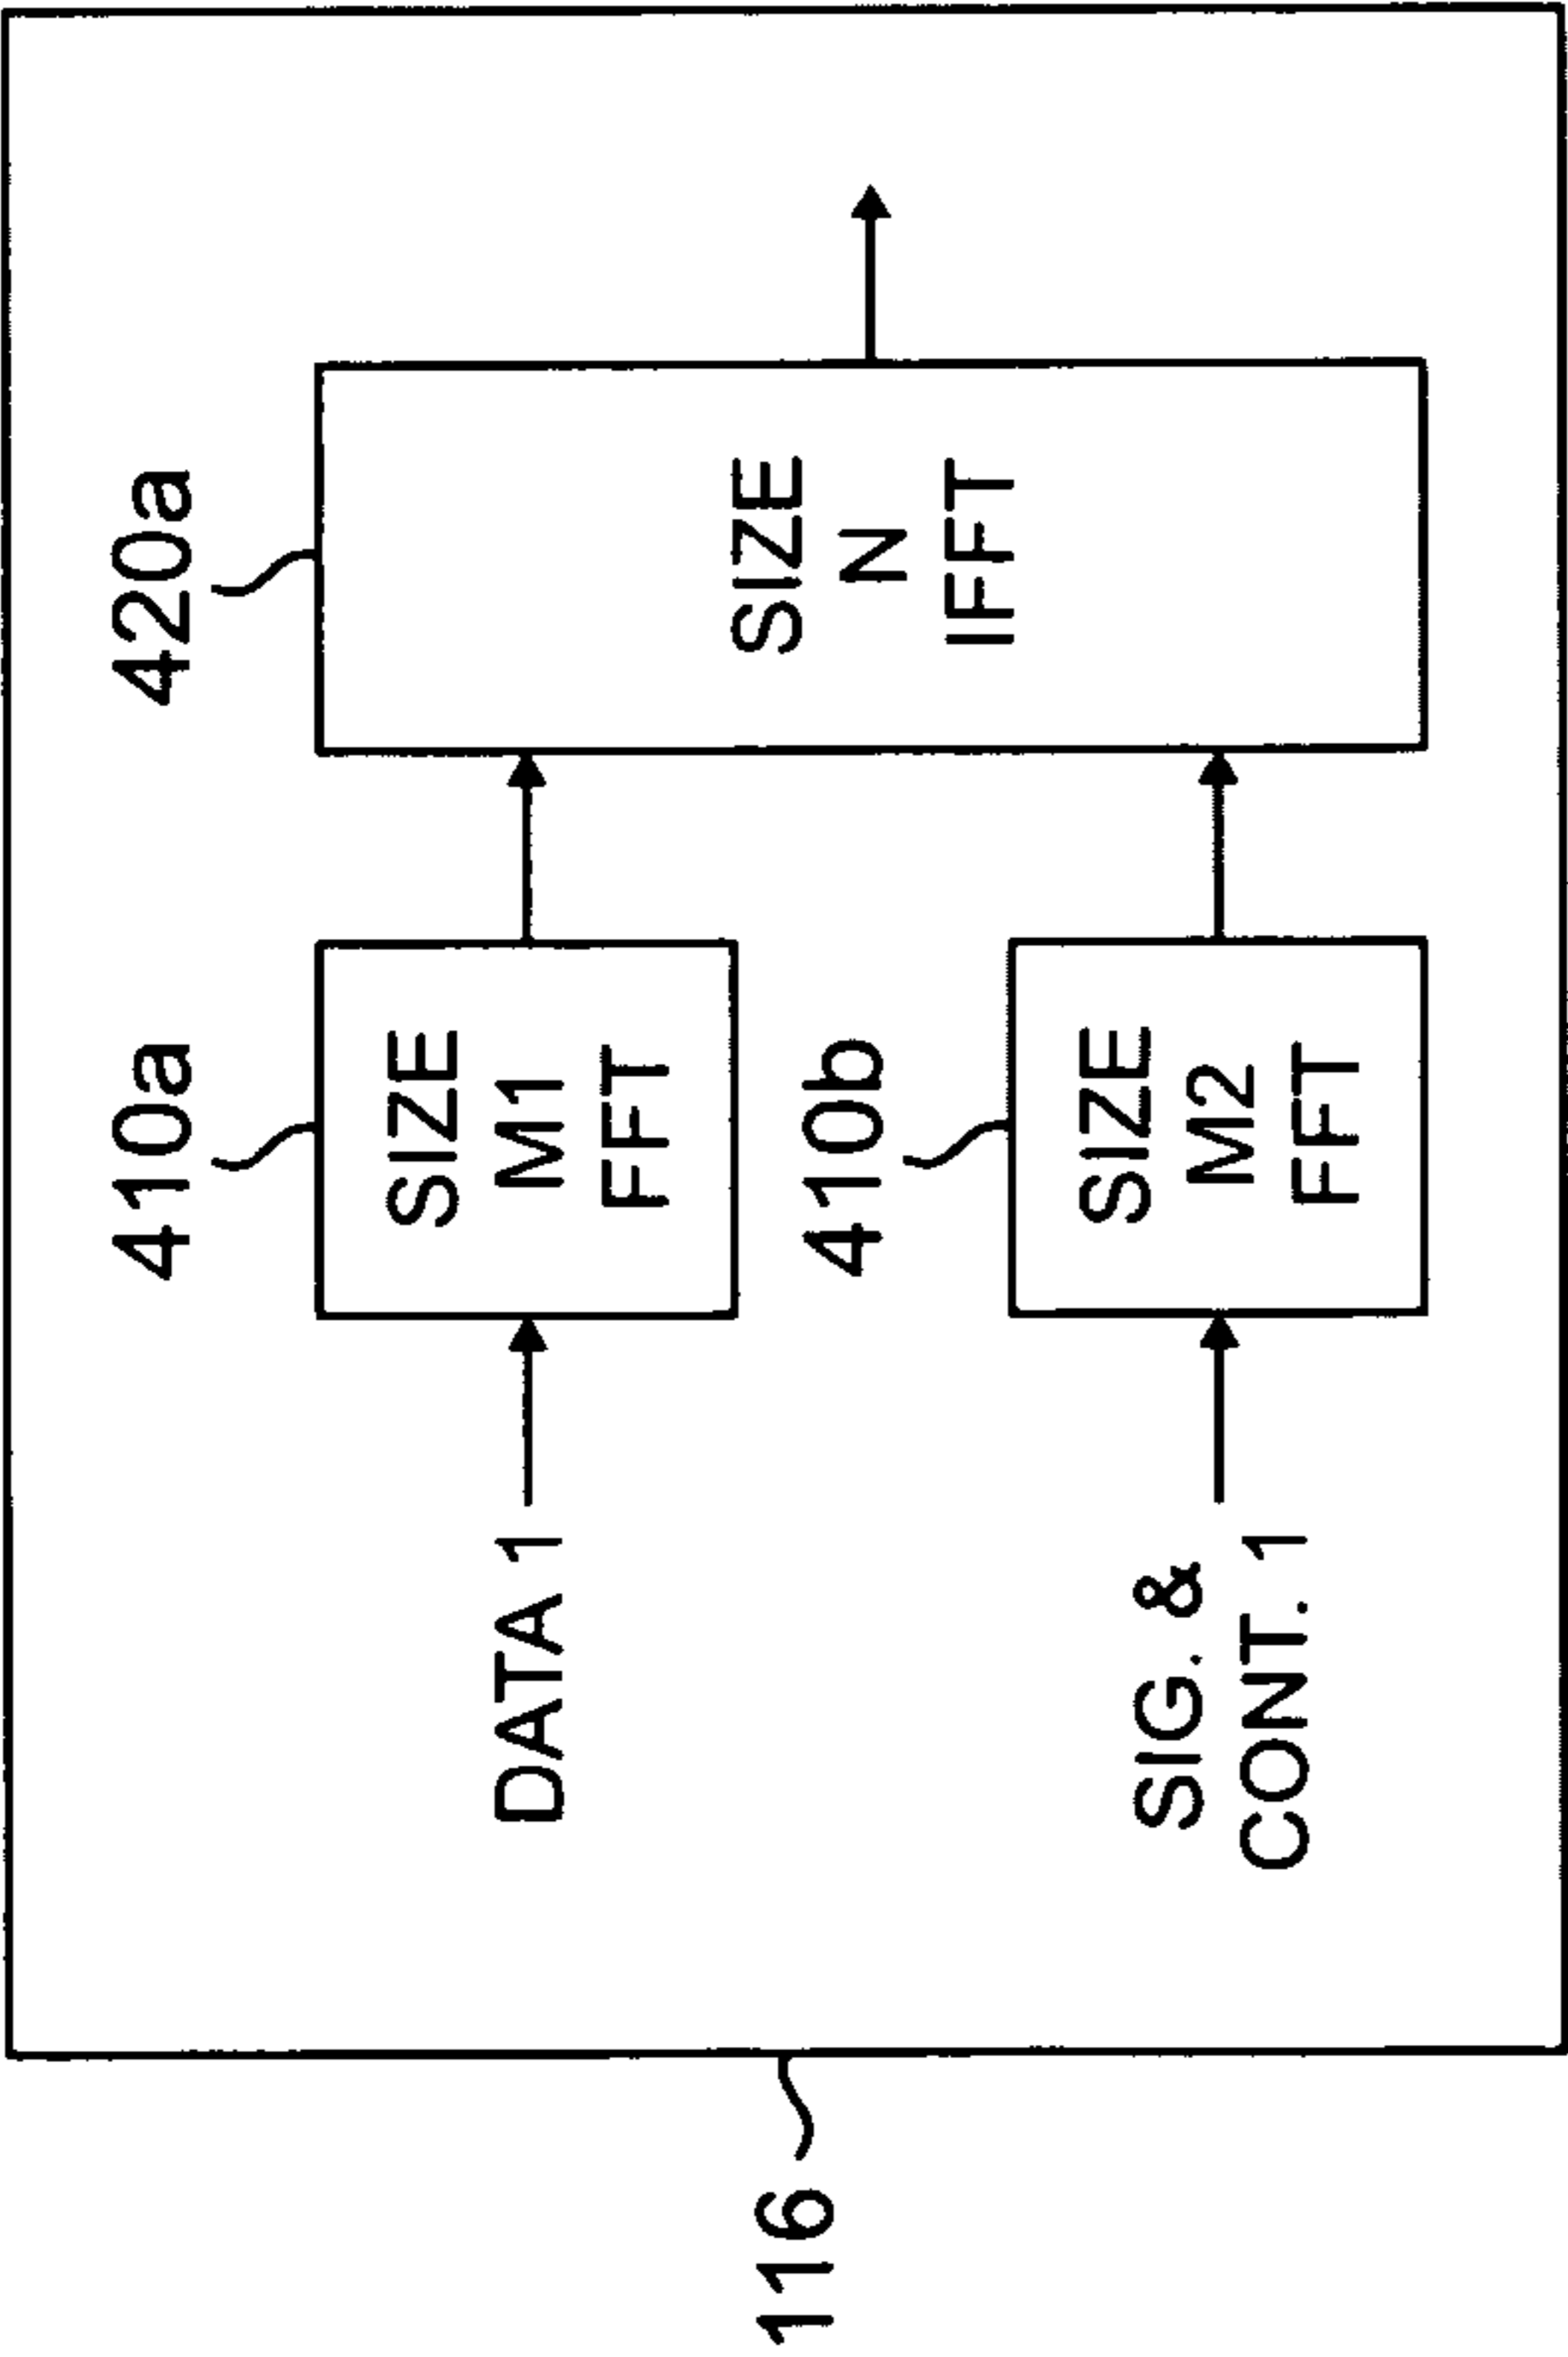 410a
420a
DATA 1
SIZE
M1
FFT
SIZE
N
IFFT
410b
116
SIG. &
CONT. 1
SIZE
M2
FFT